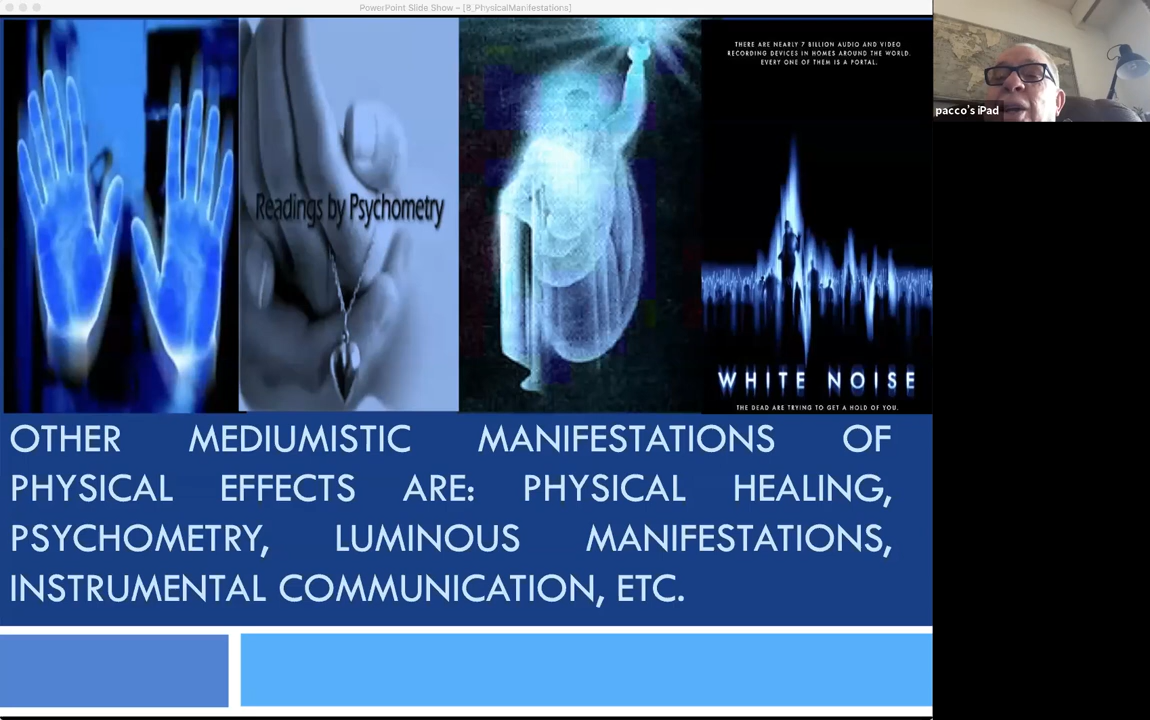 PowerPoint Slide Show – [8_PhysicalManifestations]
THERE ARE NEARLY 7 BILLION AUDIO AND VIDEO
RECORDING DEVICES IN HOMES AROUND THE WORLD.
EVERY ONE OF THEM IS A PORTAL.
pacco's iPad
Readings by Psychometry
WHITE NOISE
THE DEAD ARE TRYING TO GET A HOLD OF YOU.
OTHER MEDIUMISTIC MANIFESTATIONS OF
PHYSICAL EFFECTS ARE: PHYSICAL HEALING,
PSYCHOMETRY, LUMINOUS MANIFESTATIONS,
INSTRUMENTAL COMMUNICATION, ETC.